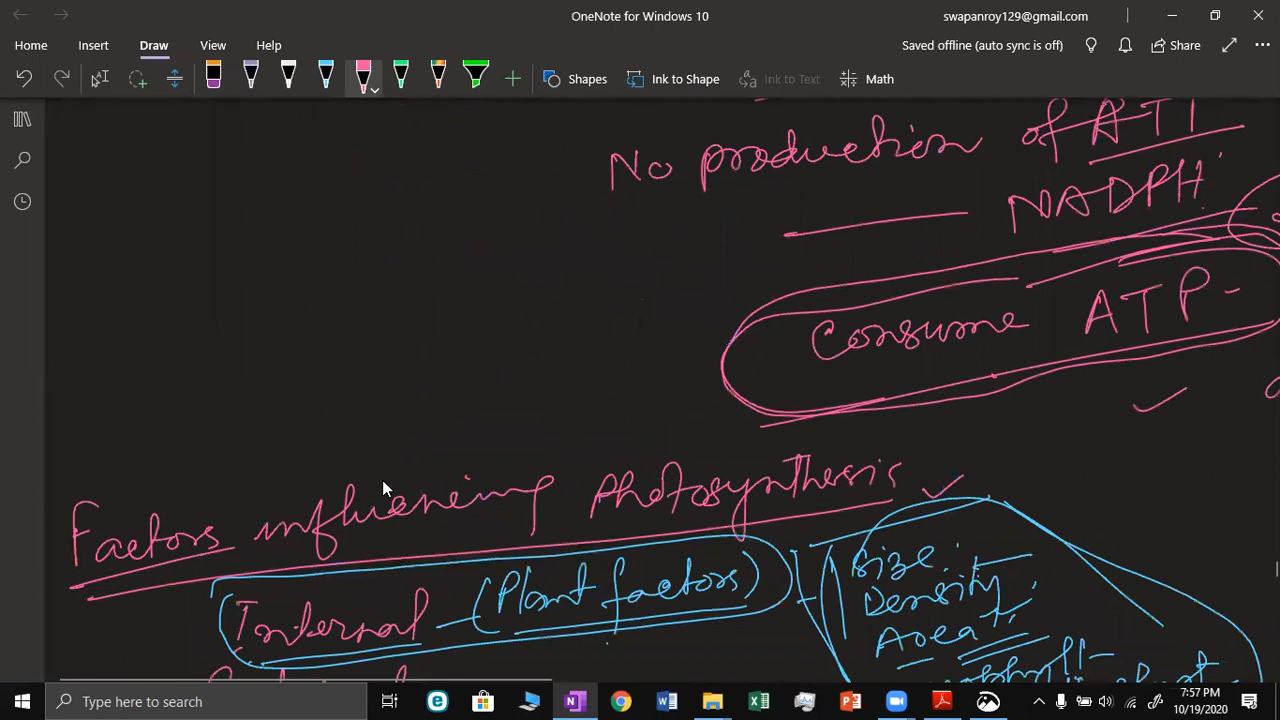 OneNote for Windows 10
swapanroy129@gmail.com
Home Insert Draw View Help
Saved offline (auto sync is off)
Share
Shapes
Ink to Shape
Ink to Text
Math
No production of AT
NADPH
Consume ATP-
Factors influencing Photosynthesis
Internal - (Plant factors)
Size
Density
Area
Type here to search
7:57 PM
10/19/2020